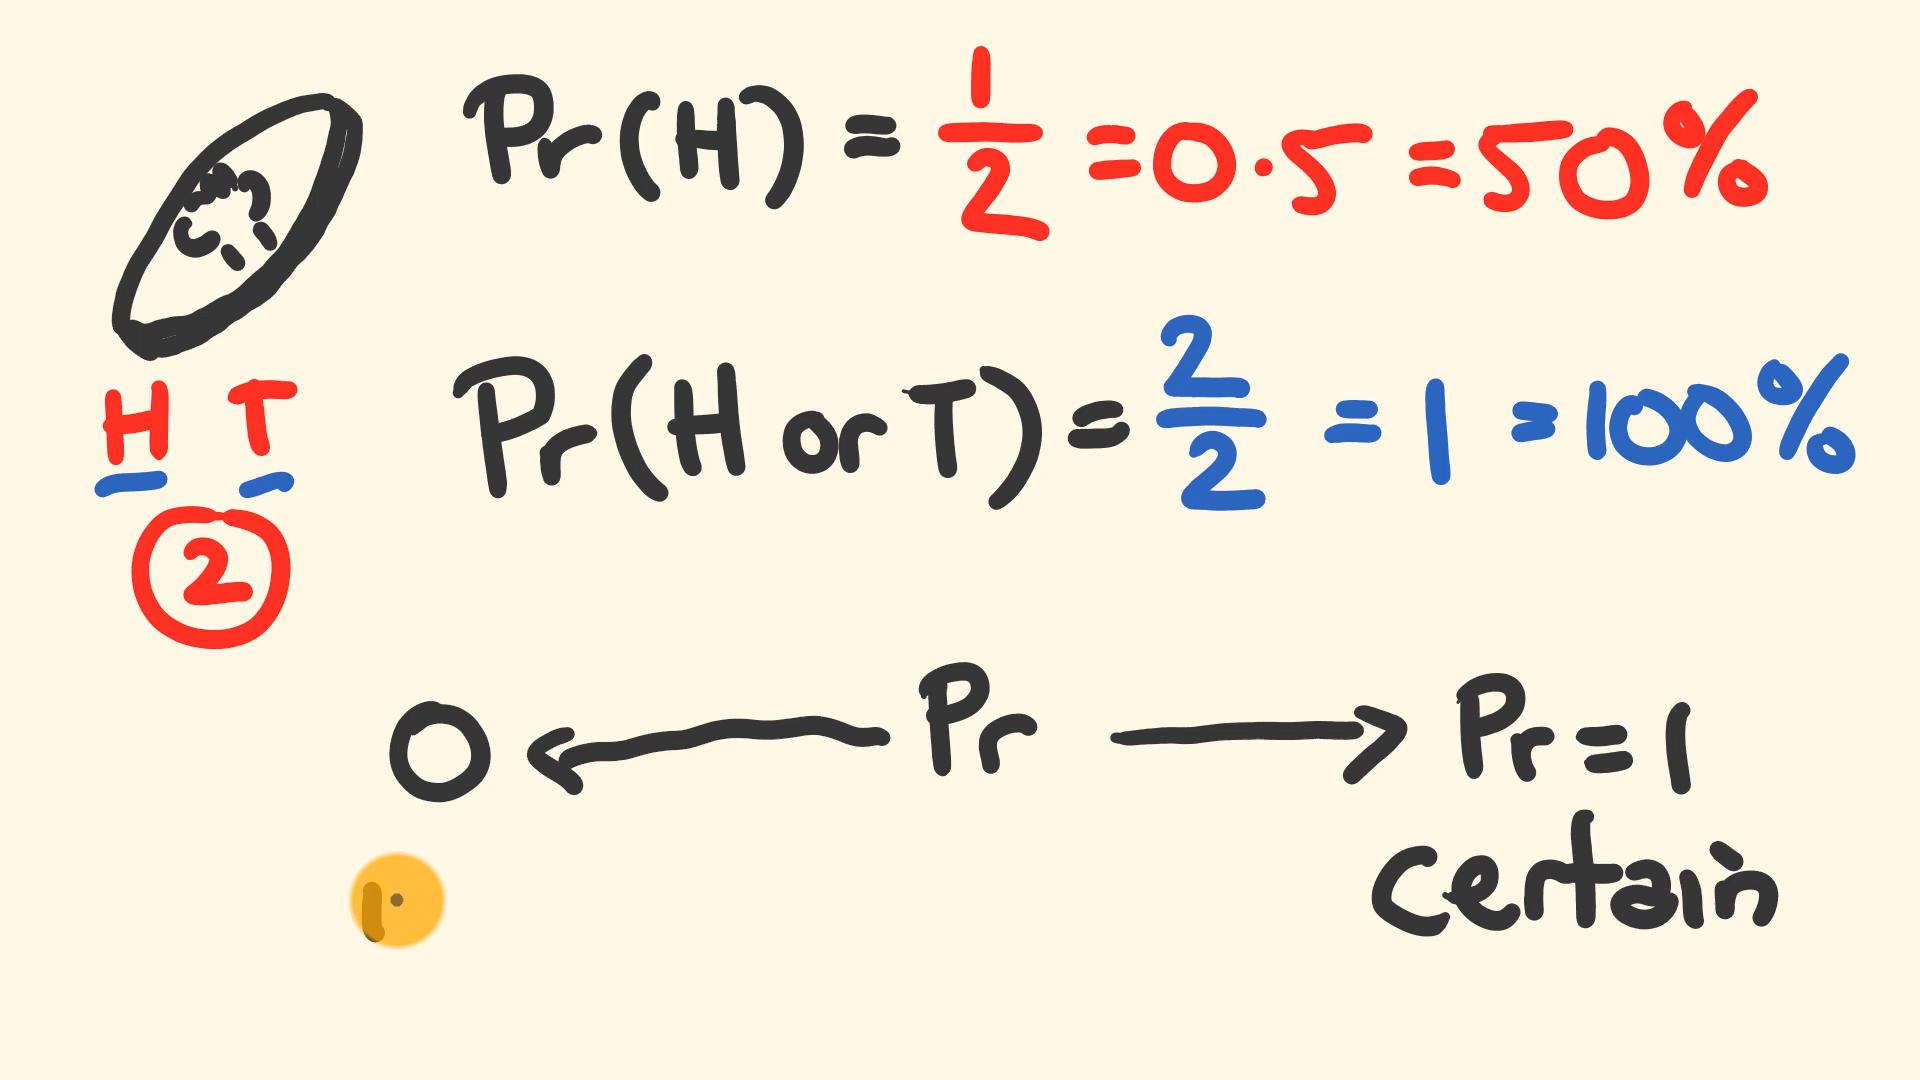 Pr(H) = 1/2 = 0.5 = 50%
Pr(H or T) = 2/2 = 1 = 100%
H T
2
0 ← Pr → Pr = 1
certain